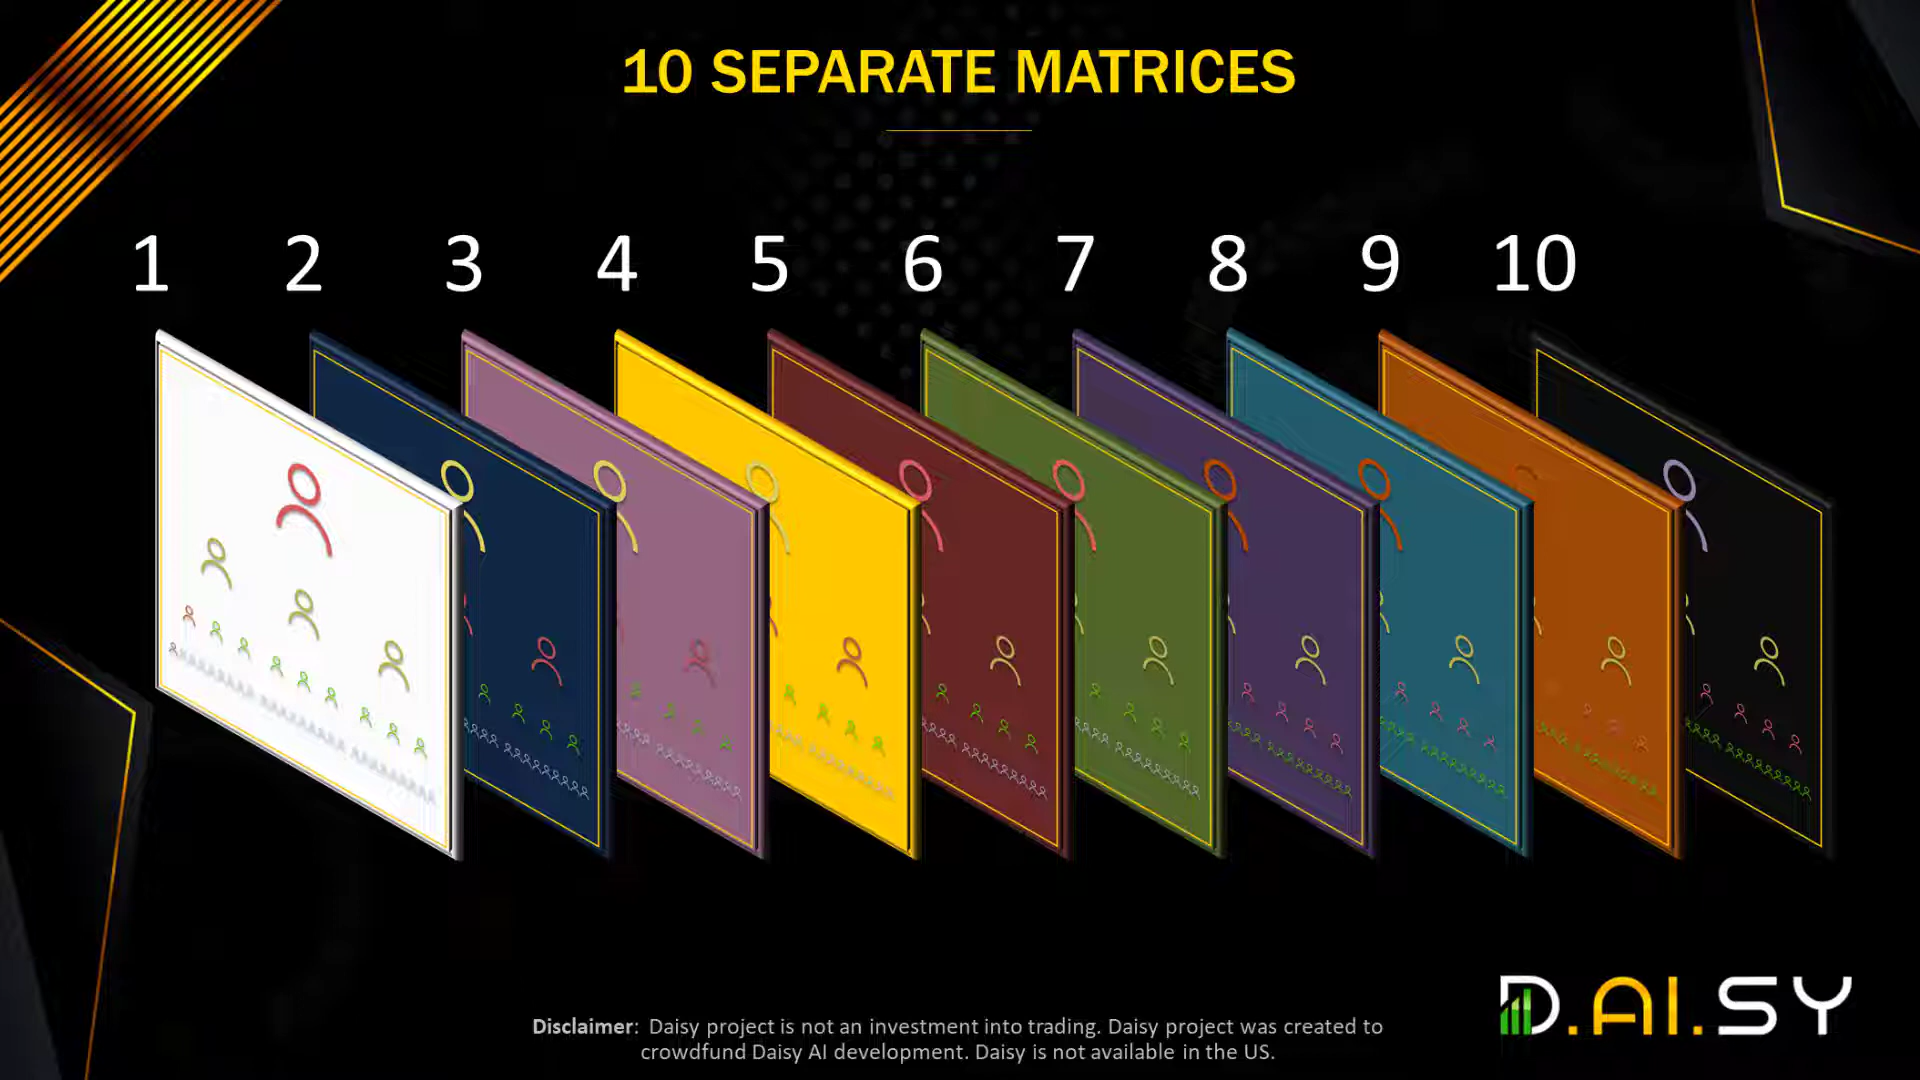 10 SEPARATE MATRICES
1 2 3 4 5 6 7 8 9 10
Disclaimer: Daisy project is not an investment into trading. Daisy project was created to
crowdfund Daisy AI development. Daisy is not available in the US.
D.AI.SY